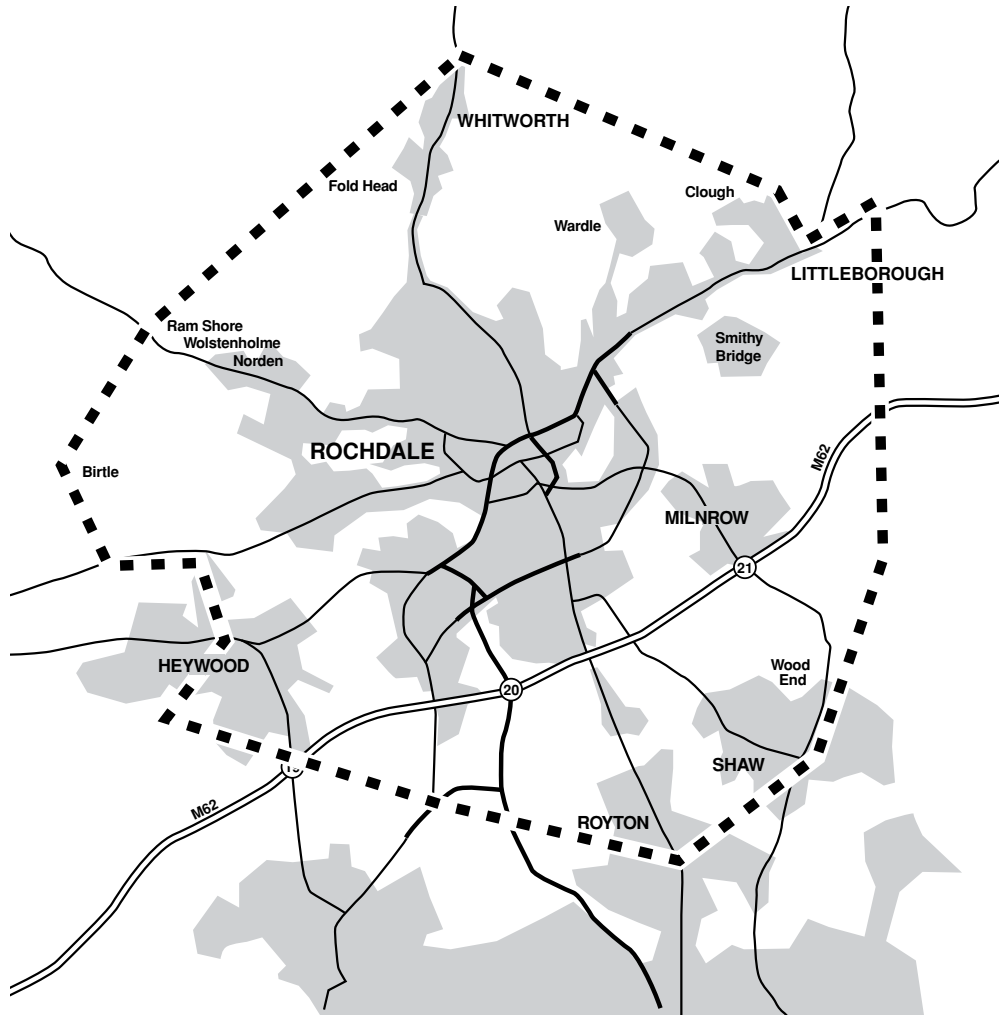 WHITWORTH
Fold Head
Clough
Wardle
LITTLEBOROUGH
Ram Shore
Wolstenholme
Norden
Smithy
Bridge
ROCHDALE
M62
Birtle
MILNROW
21
HEYWOOD
Wood
End
20
SHAW
M62
ROYTON